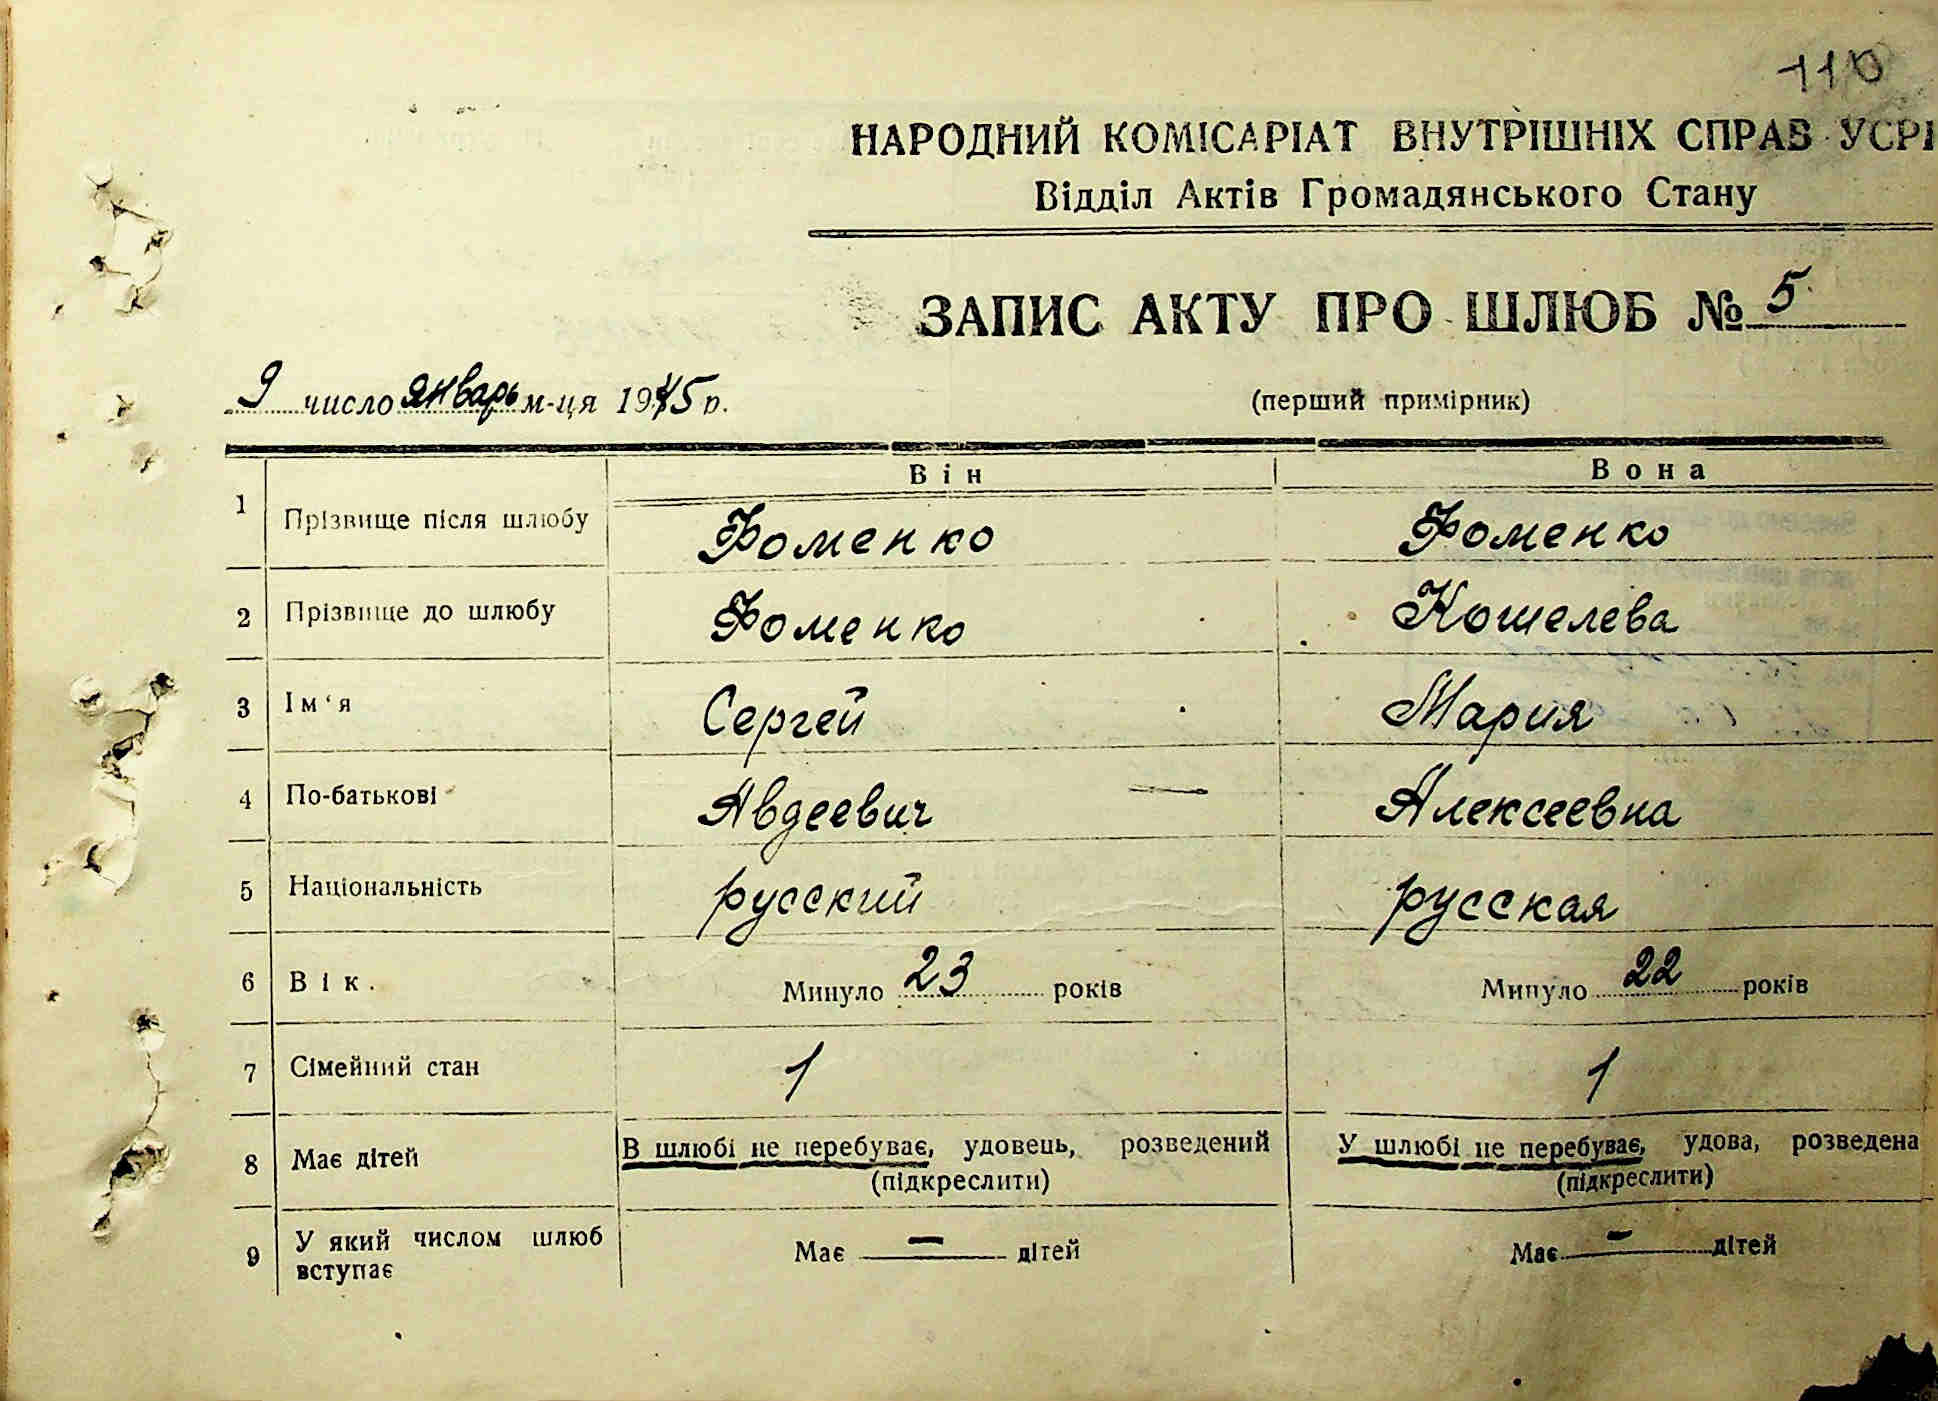 110
НАРОДНИЙ КОМІСАРІАТ ВНУТРІШНІХ СПРАВ УСРІ
Відділ Актів Громадянського Стану
ЗАПИС АКТУ ПРО ШЛЮБ № 5
9 число январь м-ця 1945 р.
(перший примірник)
Він Вона
1 Прізвище після шлюбу Фоменко Фоменко
2 Прізвище до шлюбу Фоменко Кошелева
3 Ім'я Сергей Мария
4 По-батькові Авдеевич Алексеевна
5 Національність русский русская
6 Вік. Минуло 23 років Минуло 22 років
7 Сімейний стан 1 1
8 Має дітей В шлюбі не перебуває, удовець, розведений У шлюбі не перебуває, удова, розведена
(підкреслити) (підкреслити)
9 У який числом шлюб вступає Має — дітей Має — дітей